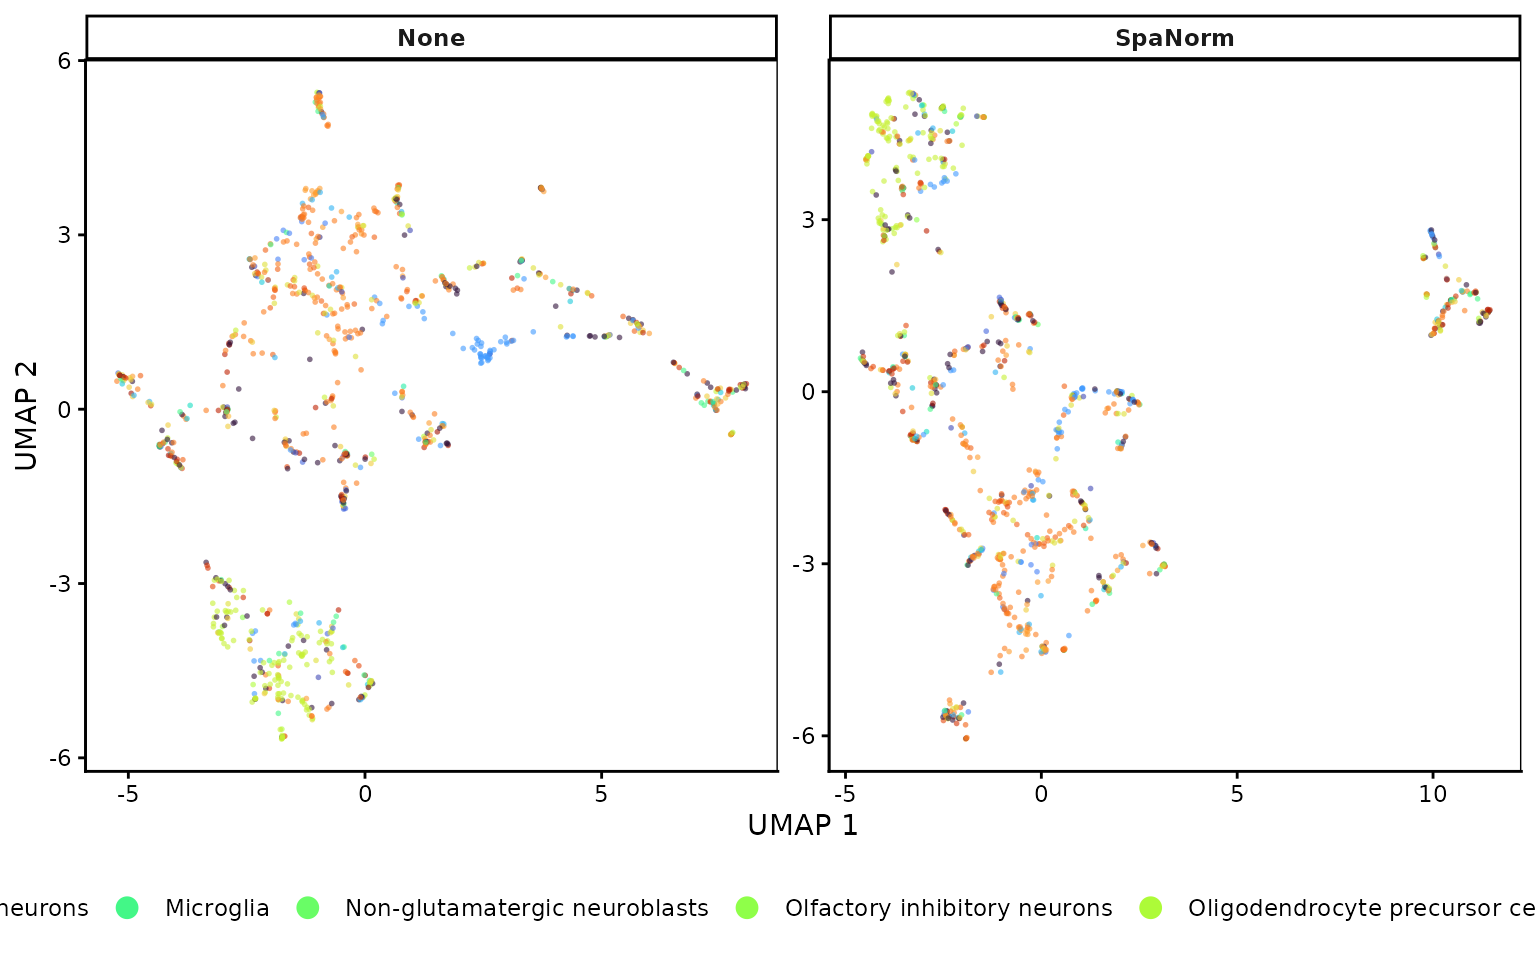 None
SpaNorm
6
3
0
-3
-6
3
0
-3
-6
UMAP 2
-5 0 5
-5 0 5 10
UMAP 1
neurons Microglia Non-glutamatergic neuroblasts Olfactory inhibitory neurons Oligodendrocyte precursor ce